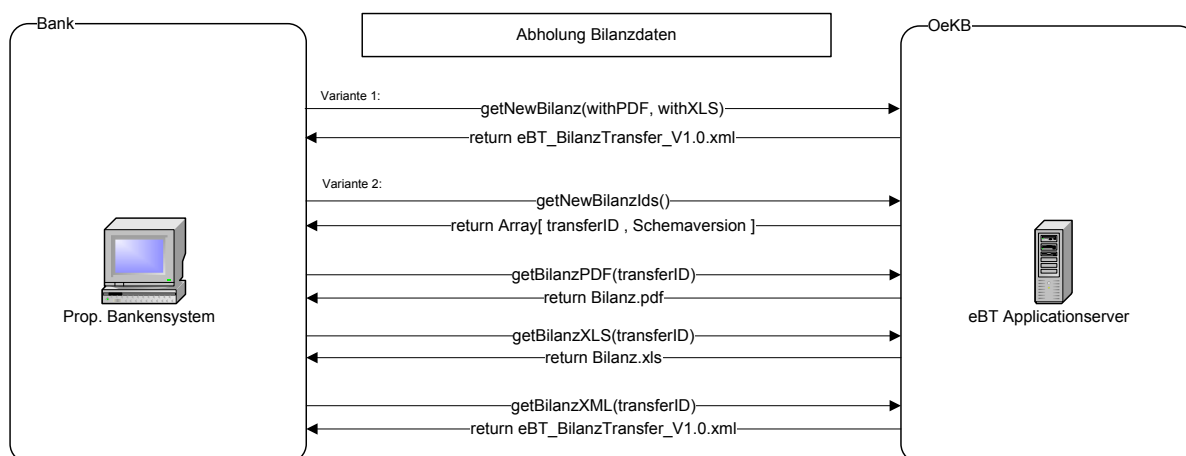 Bank
Abholung Bilanzdaten
OeKB
Variante 1:
getNewBilanz(withPDF, withXLS)
return eBT_BilanzTransfer_V1.0.xml
Variante 2:
getNewBilanzIds()
return Array[ transferID , Schemaversion ]
getBilanzPDF(transferID)
return Bilanz.pdf
Prop. Bankensystem
eBT Applicationserver
getBilanzXLS(transferID)
return Bilanz.xls
getBilanzXML(transferID)
return eBT_BilanzTransfer_V1.0.xml